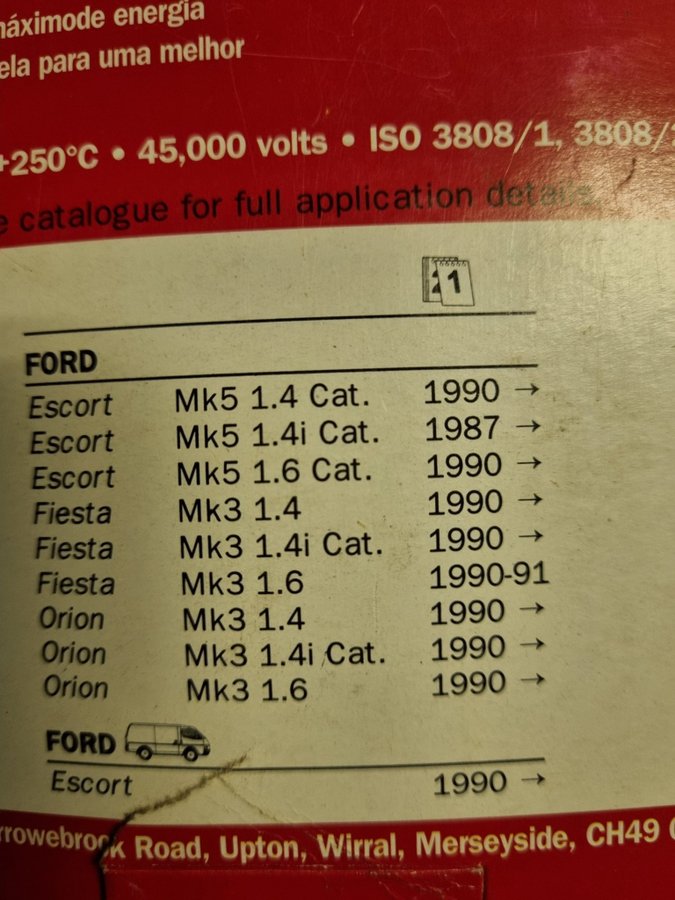 máximode energía
ela para uma melhor
+250°C • 45,000 volts • ISO 3808/1, 3808/
e catalogue for full application details.
21
FORD
Escort Mk5 1.4 Cat. 1990 →
Escort Mk5 1.4i Cat. 1987 →
Escort Mk5 1.6 Cat. 1990 →
Fiesta Mk3 1.4 1990 →
Fiesta Mk3 1.4i Cat. 1990 →
Fiesta Mk3 1.6 1990-91
Orion Mk3 1.4 1990 →
Orion Mk3 1.4i Cat. 1990 →
Orion Mk3 1.6 1990 →
FORD
Escort 1990 →
rrowebrook Road, Upton, Wirral, Merseyside, CH49